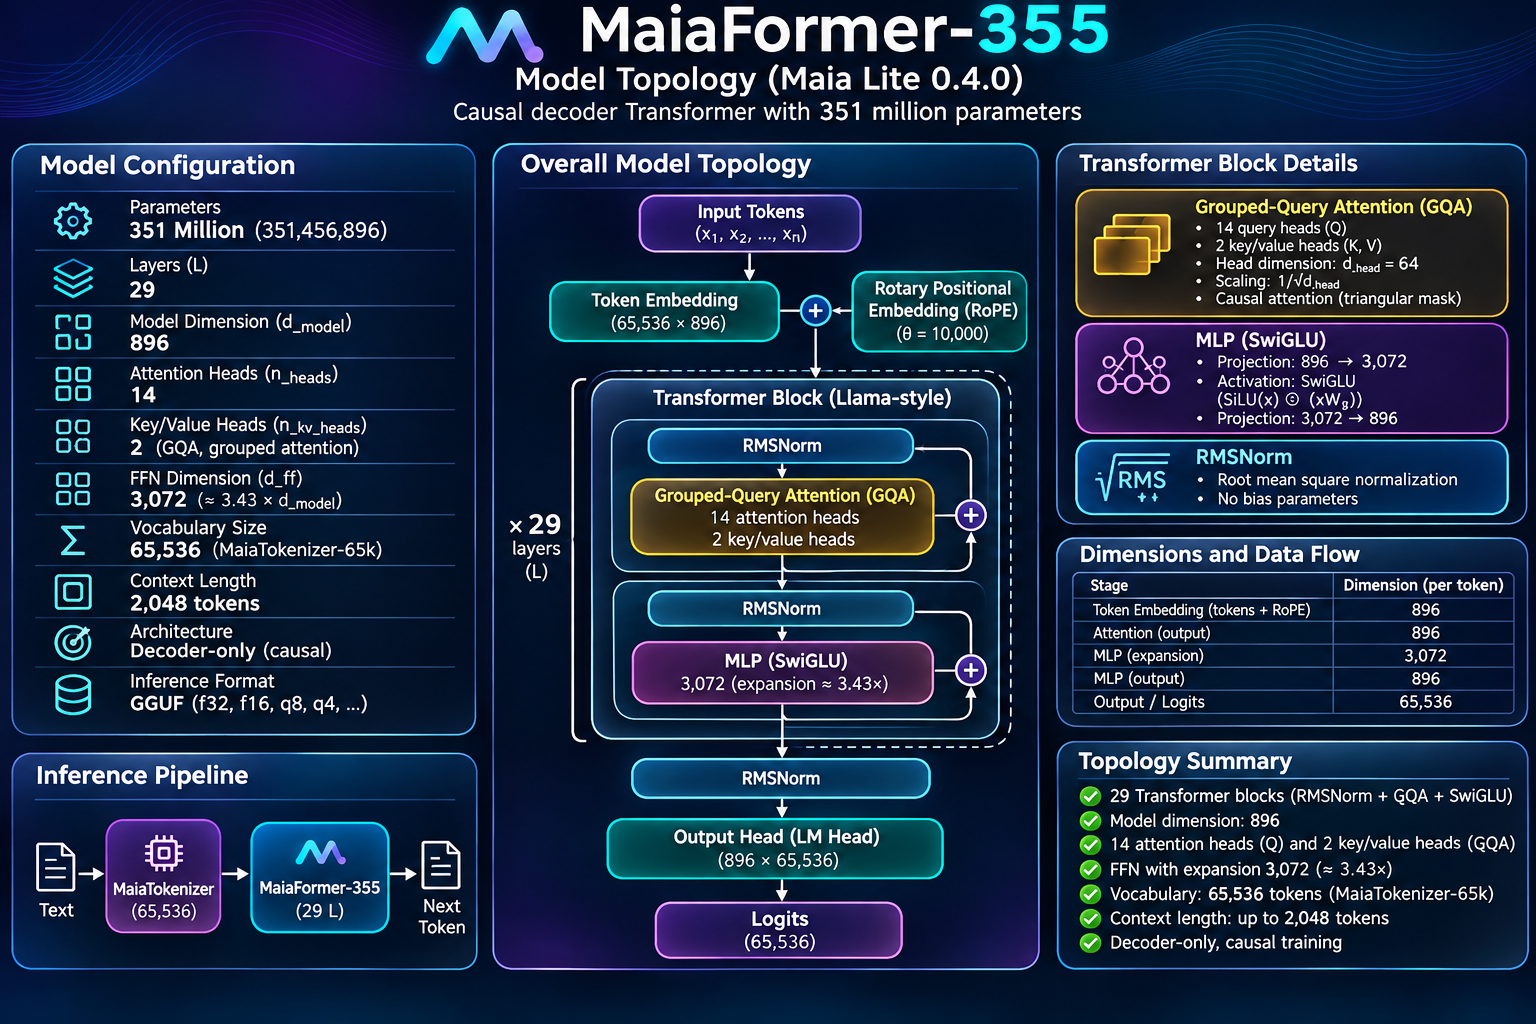 MaiaFormer-355
Model Topology (Maia Lite 0.4.0)
Causal decoder Transformer with 351 million parameters
Model Configuration
Parameters
351 Million (351,456,896)
Layers (L)
29
Model Dimension (d_model)
896
Attention Heads (n_heads)
14
Key/Value Heads (n_kv_heads)
2 (GQA, grouped attention)
FFN Dimension (d_ff)
3,072 (≈ 3.43 × d_model)
Vocabulary Size
65,536 (MaiaTokenizer-65k)
Context Length
2,048 tokens
Architecture
Decoder-only (causal)
Inference Format
GGUF (f32, f16, q8, q4, ...)
Inference Pipeline
Text
MaiaTokenizer
(65,536)
MaiaFormer-355
(29 L)
Next
Token
Overall Model Topology
Input Tokens
(x₁, x₂, ..., xₙ)
Token Embedding
(65,536 × 896)
+
Rotary Positional
Embedding (RoPE)
(θ = 10,000)
Transformer Block (Llama-style)
RMSNorm
Grouped-Query Attention (GQA)
14 attention heads
2 key/value heads
+
× 29
layers
(L)
RMSNorm
MLP (SwiGLU)
3,072 (expansion ≈ 3.43×)
+
RMSNorm
Output Head (LM Head)
(896 × 65,536)
Logits
(65,536)
Transformer Block Details
Grouped-Query Attention (GQA)
• 14 query heads (Q)
• 2 key/value heads (K, V)
• Head dimension: d_head = 64
• Scaling: 1/√d_head
• Causal attention (triangular mask)
MLP (SwiGLU)
• Projection: 896 → 3,072
• Activation: SwiGLU
(SiLU(x) ⊙ (xW_g))
• Projection: 3,072 → 896
√RMS
++
RMSNorm
• Root mean square normalization
• No bias parameters
Dimensions and Data Flow
Stage Dimension (per token)
Token Embedding (tokens + RoPE) 896
Attention (output) 896
MLP (expansion) 3,072
MLP (output) 896
Output / Logits 65,536
Topology Summary
29 Transformer blocks (RMSNorm + GQA + SwiGLU)
Model dimension: 896
14 attention heads (Q) and 2 key/value heads (GQA)
FFN with expansion 3,072 (≈ 3.43×)
Vocabulary: 65,536 tokens (MaiaTokenizer-65k)
Context length: up to 2,048 tokens
Decoder-only, causal training